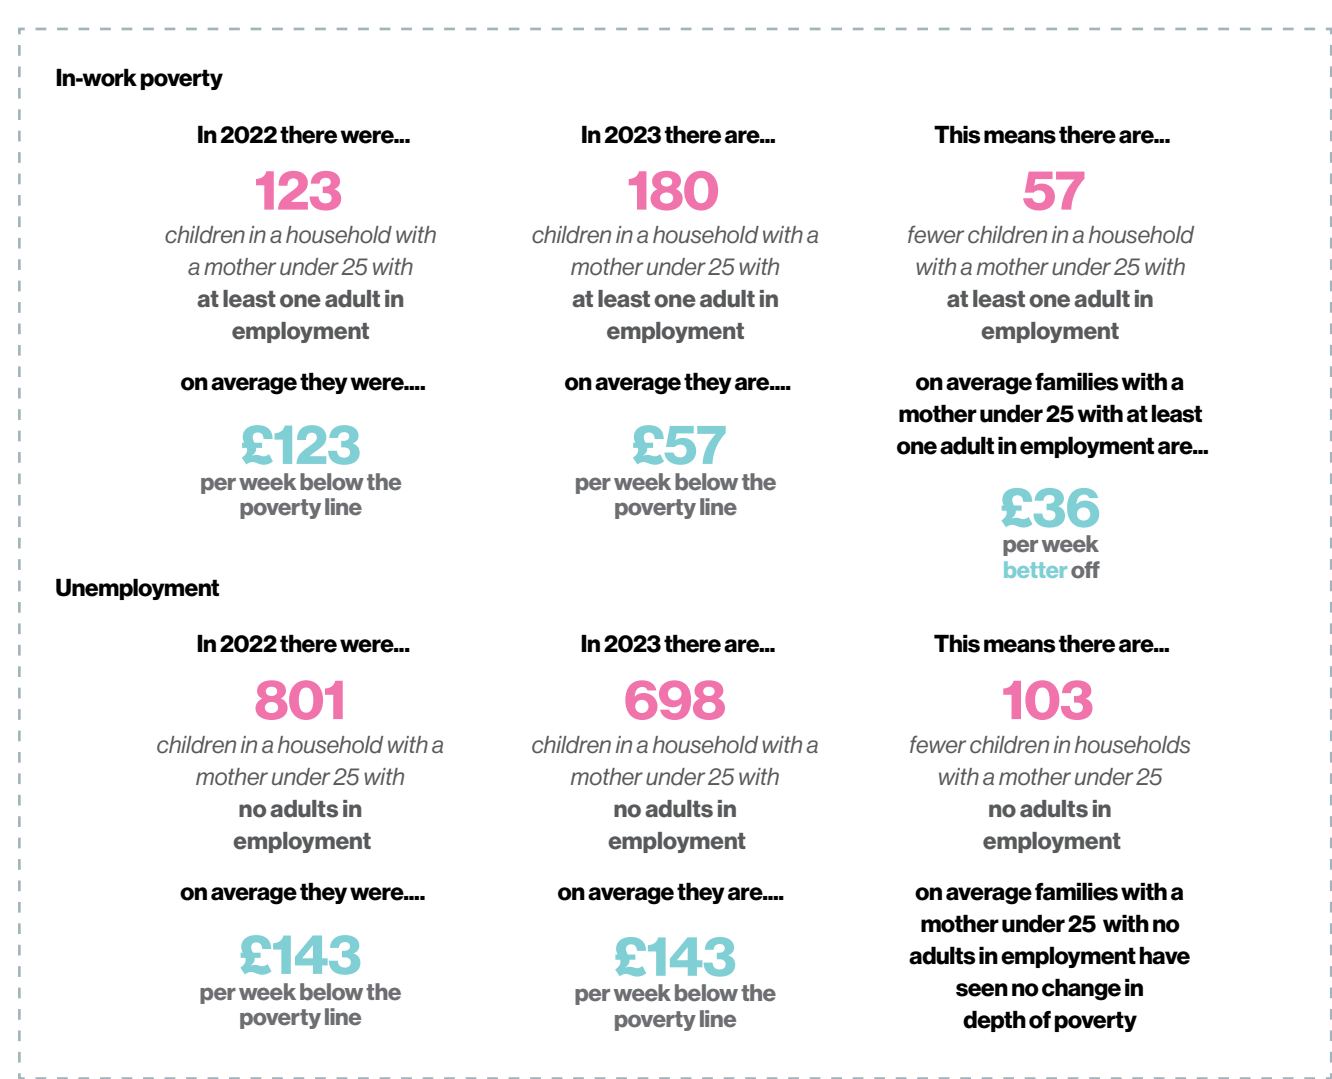 In-work poverty
In 2022 there were...
123
children in a household with
a mother under 25 with
at least one adult in
employment
on average they were....
£123
per week below the
poverty line
In 2023 there are...
180
children in a household with a
mother under 25 with
at least one adult in
employment
on average they are....
£57
per week below the
poverty line
This means there are...
57
fewer children in a household
with a mother under 25 with
at least one adult in
employment
on average families with a
mother under 25 with at least
one adult in employment are...
£36
per week
better off
Unemployment
In 2022 there were...
801
children in a household with a
mother under 25 with
no adults in
employment
on average they were....
£143
per week below the
poverty line
In 2023 there are...
698
children in a household with a
mother under 25 with
no adults in
employment
on average they are....
£143
per week below the
poverty line
This means there are...
103
fewer children in households
with a mother under 25
no adults in
employment
on average families with a
mother under 25 with no
adults in employment have
seen no change in
depth of poverty